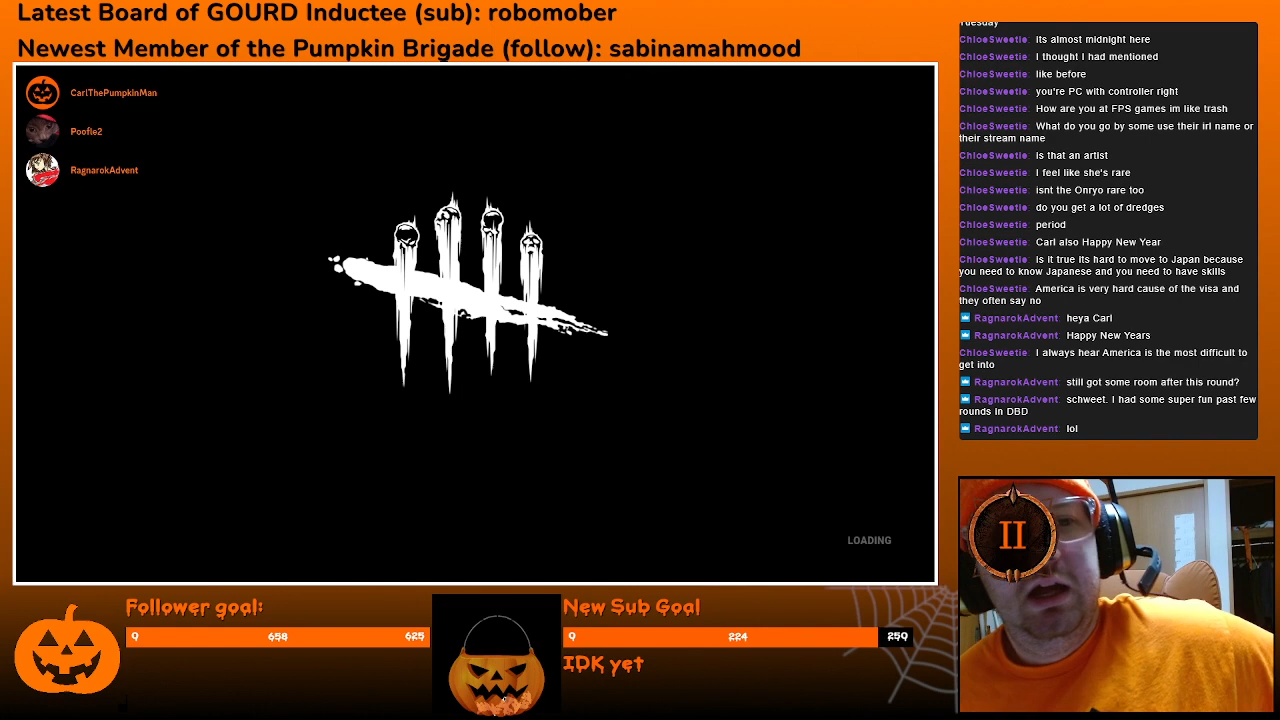 Latest Board of GOURD Inductee (sub): robomober
Newest Member of the Pumpkin Brigade (follow): sabinamahmood
CarlThePumpkinMan
Poofle2
RagnarokAdvent
LOADING
Tuesday
ChloeSweetie: Its almost midnight here
ChloeSweetie: I thought I had mentioned
ChloeSweetie: like before
ChloeSweetie: you're PC with controller right
ChloeSweetie: How are you at FPS games im like trash
ChloeSweetie: What do you go by some use their irl name or
their stream name
ChloeSweetie: Is that an artist
ChloeSweetie: I feel like she's rare
ChloeSweetie: isnt the Onryo rare too
ChloeSweetie: do you get a lot of dredges
ChloeSweetie: period
ChloeSweetie: Carl also Happy New Year
ChloeSweetie: Is it true its hard to move to Japan because
you need to know Japanese and you need to have skills
ChloeSweetie: America is very hard cause of the visa and
they often say no
RagnarokAdvent: heya Carl
RagnarokAdvent: Happy New Years
ChloeSweetie: I always hear America is the most difficult to
get into
RagnarokAdvent: still got some room after this round?
RagnarokAdvent: schweet. I had some super fun past few
rounds in DBD
RagnarokAdvent: lol
II
Follower goal:
0 658 625
New Sub Goal
0 224 250
IDK yet